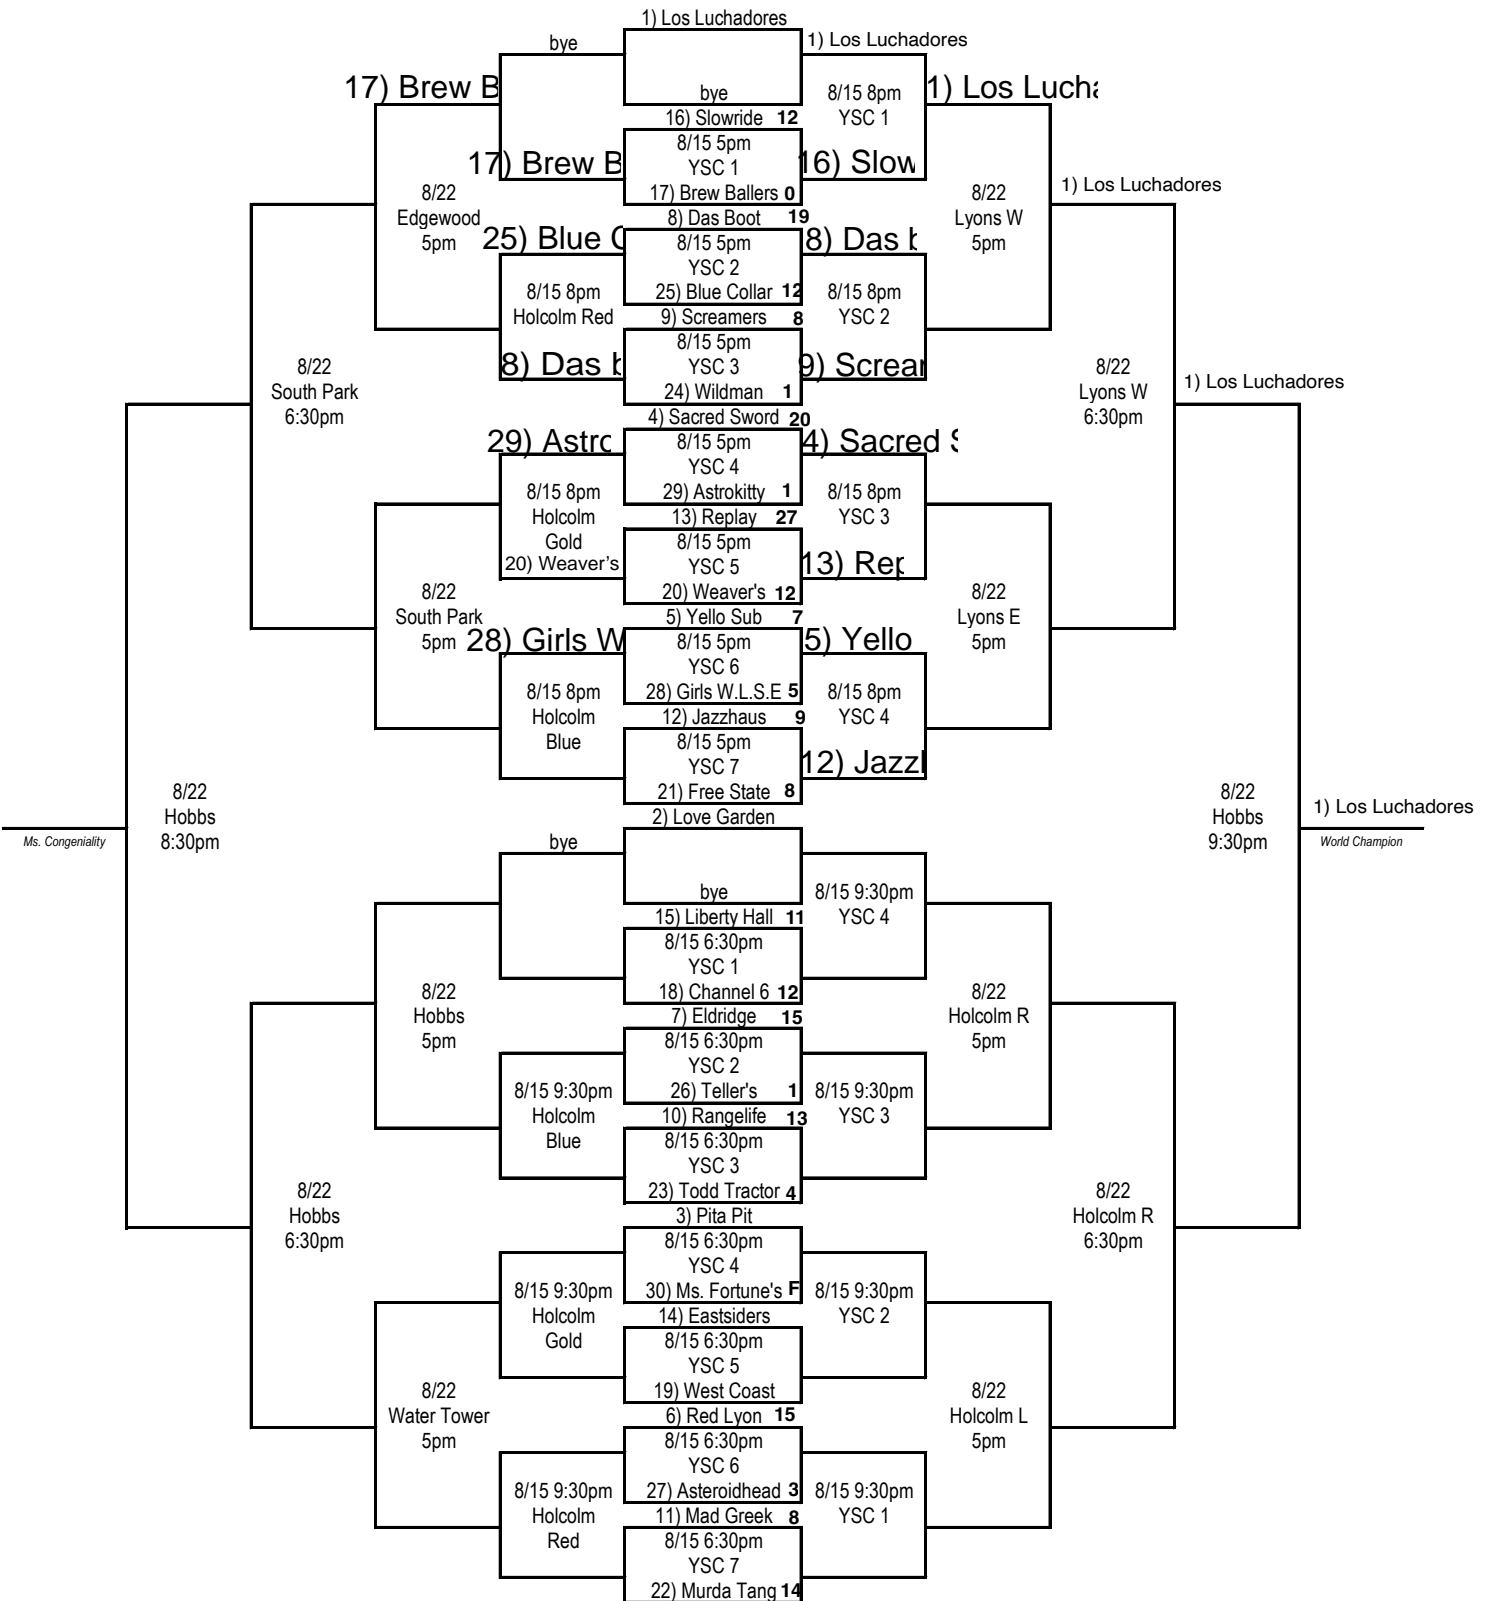 1) Los Luchadores
bye
1) Los Luchadores
17) Brew B
bye
8/15 8pm
YSC 1
1) Los Lucha
16) Slowride 12
8/15 5pm
YSC 1
17) Brew B
16) Slow
17) Brew Ballers 0
8/22
Edgewood
5pm
8/22
Lyons W
5pm
1) Los Luchadores
8) Das Boot 19
8/15 5pm
YSC 2
25) Blue C
8) Das b
25) Blue Collar 12
8/15 8pm
Holcolm Red
8/15 8pm
YSC 2
9) Screamers 8
8/15 5pm
YSC 3
8) Das b
9) Screar
24) Wildman 1
8/22
South Park
6:30pm
8/22
Lyons W
6:30pm
1) Los Luchadores
4) Sacred Sword 20
8/15 5pm
YSC 4
29) Astro
4) Sacred S
29) Astrokitty 1
8/15 8pm
Holcolm
Gold
8/15 8pm
YSC 3
13) Replay 27
8/15 5pm
YSC 5
20) Weaver’s
13) Rep
20) Weaver's 12
8/22
South Park
5pm
8/22
Lyons E
5pm
5) Yello Sub 7
8/15 5pm
YSC 6
28) Girls W
5) Yello
28) Girls W.L.S.E 5
8/15 8pm
Holcolm
Blue
8/15 8pm
YSC 4
12) Jazzhaus 9
8/15 5pm
YSC 7
12) Jazzl
21) Free State 8
8/22
Hobbs
8:30pm
8/22
Hobbs
9:30pm
Ms. Congeniality
1) Los Luchadores
World Champion
2) Love Garden
bye
bye
8/15 9:30pm
YSC 4
15) Liberty Hall 11
8/15 6:30pm
YSC 1
18) Channel 6 12
8/22
Hobbs
5pm
8/22
Holcolm R
5pm
7) Eldridge 15
8/15 6:30pm
YSC 2
26) Teller's 1
8/15 9:30pm
Holcolm
Blue
8/15 9:30pm
YSC 3
10) Rangelife 13
8/15 6:30pm
YSC 3
23) Todd Tractor 4
8/22
Hobbs
6:30pm
8/22
Holcolm R
6:30pm
3) Pita Pit
8/15 6:30pm
YSC 4
30) Ms. Fortune's F
8/15 9:30pm
Holcolm
Gold
8/15 9:30pm
YSC 2
14) Eastsiders
8/15 6:30pm
YSC 5
19) West Coast
8/22
Water Tower
5pm
8/22
Holcolm L
5pm
6) Red Lyon 15
8/15 6:30pm
YSC 6
27) Asteroidhead 3
8/15 9:30pm
Holcolm
Red
8/15 9:30pm
YSC 1
11) Mad Greek 8
8/15 6:30pm
YSC 7
22) Murda Tang 14